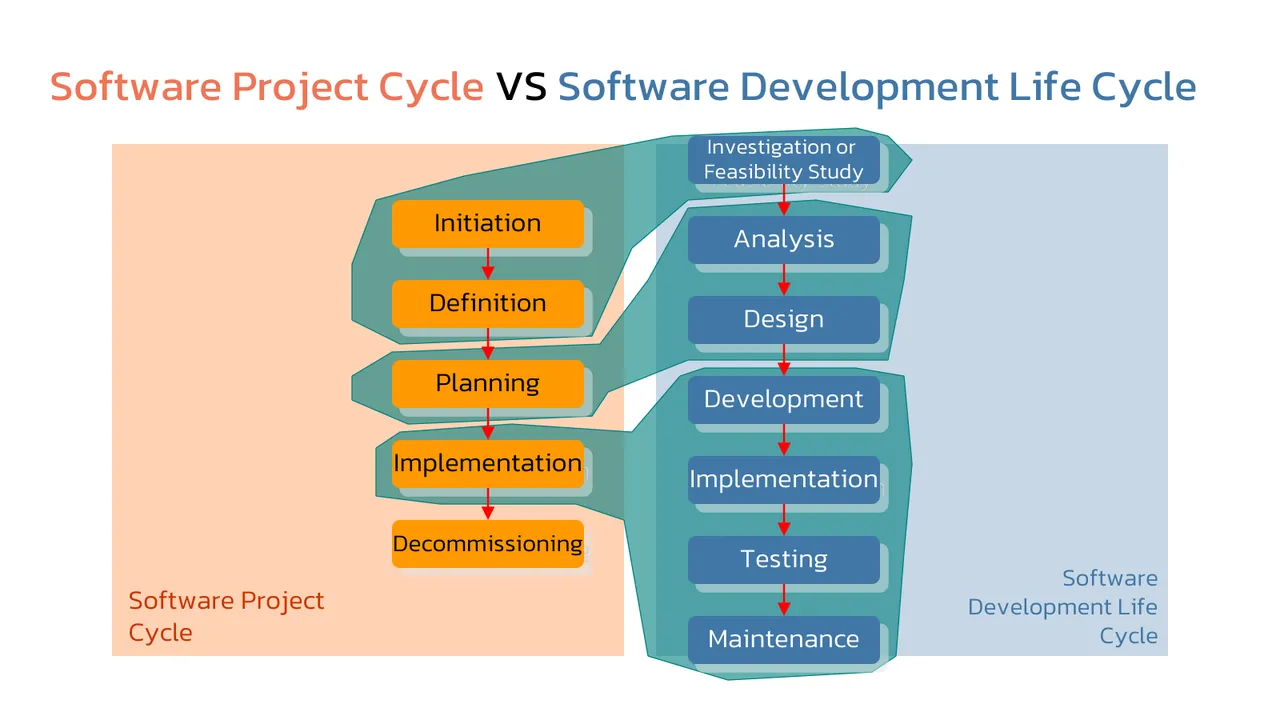 Software Project Cycle VS Software Development Life Cycle
Initiation
Definition
Planning
Implementation
Decommissioning
Software Project
Cycle
Investigation or
Feasibility Study
Analysis
Design
Development
Implementation
Testing
Maintenance
Software
Development Life
Cycle